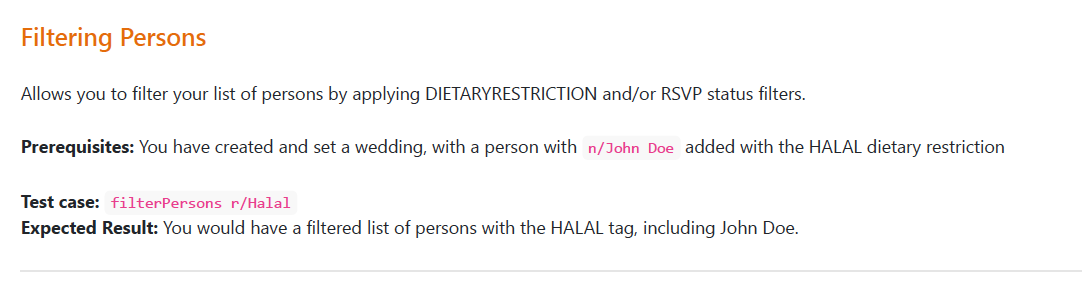 Filtering Persons
Allows you to filter your list of persons by applying DIETARYRESTRICTION and/or RSVP status filters.
Prerequisites: You have created and set a wedding, with a person with n/John Doe added with the HALAL dietary restriction
Test case: filterPersons r/Halal
Expected Result: You would have a filtered list of persons with the HALAL tag, including John Doe.